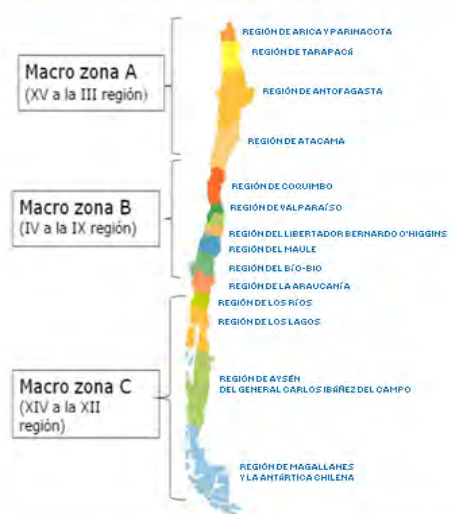 Macro zona A
(XV a la III región)
Macro zona B
(IV a la IX región)
Macro zona C
(XIV a la XII
región)
REGIÓN DE ARICA Y PARINACOTA
REGIÓN DE TARAPACÁ
REGIÓN DE ANTOFAGASTA
REGIÓN DE ATACAMA
REGIÓN DE COQUIMBO
REGIÓN DE VALPARAÍSO
REGIÓN DEL LIBERTADOR BERNARDO O'HIGGINS
REGIÓN DEL MAULE
REGIÓN DEL BÍO-BIO
REGIÓN DE LA ARAUCANÍA
REGIÓN DE LOS RÍOS
REGIÓN DE LOS LAGOS
REGIÓN DE AYSÉN
DEL GENERAL CARLOS IBÁÑEZ DEL CAMPO
REGIÓN DE MAGALLANES
Y LA ANTÁRTICA CHILENA